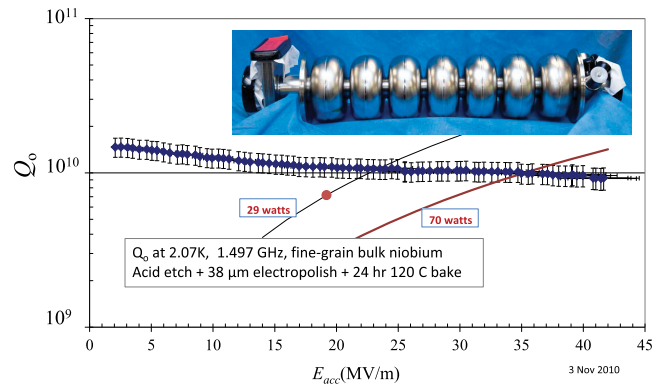 10¹¹
Qₒ
10¹⁰
29 watts
70 watts
Qₒ at 2.07K, 1.497 GHz, fine-grain bulk niobium
Acid etch + 38 µm electropolish + 24 hr 120 C bake
10⁹
0 5 10 15 20 25 30 35 40 45
E_acc(MV/m)
3 Nov 2010